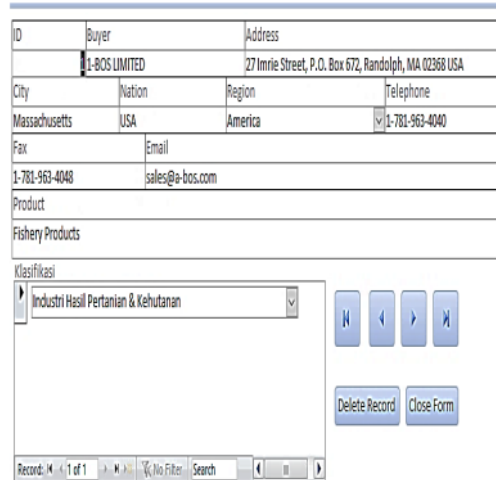 ID Buyer Address
1 1-BOS LIMITED 27 Imrie Street, P.O. Box 672, Randolph, MA 02368 USA
City Nation Region Telephone
Massachusetts USA America 1-781-963-4040
Fax Email
1-781-963-4048 sales@a-bos.com
Product
Fishery Products
Klasifikasi
Industri Hasil Pertanian & Kehutanan
Delete Record Close Form
Record: 1 of 1 No Filter Search